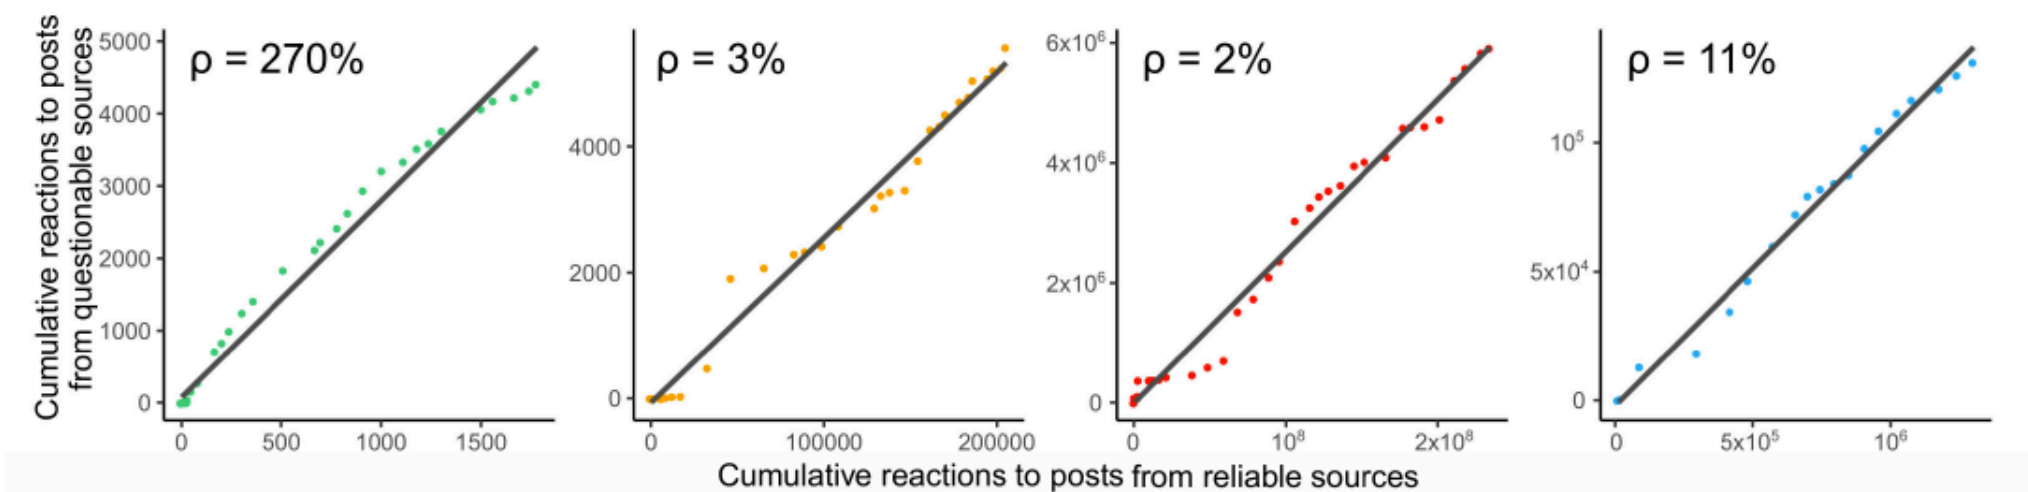 Cumulative reactions to posts
from questionable sources
5000
4000
3000
2000
1000
0
ρ = 270%
0 500 1000 1500
4000
2000
0
ρ = 3%
0 100000 200000
6x10⁶
4x10⁶
2x10⁶
0
ρ = 2%
0 10⁸ 2x10⁸
10⁵
5x10⁴
0
ρ = 11%
0 5x10⁵ 10⁶
Cumulative reactions to posts from reliable sources